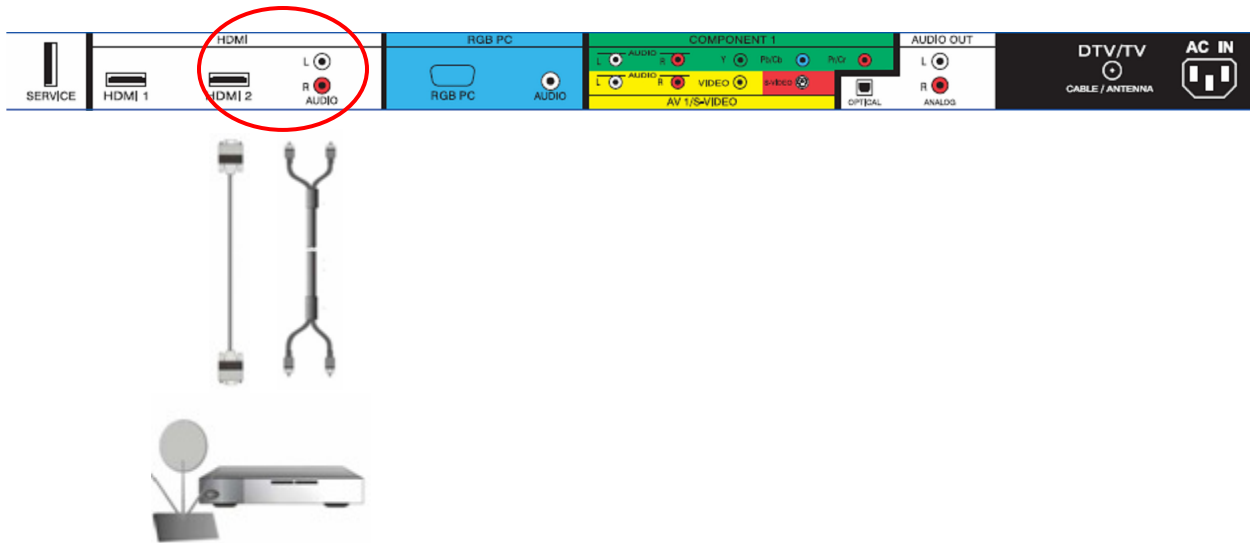 HDMI
RGB PC
COMPONENT 1
AUDIO OUT
SERVICE
HDMI 1
HDMI 2
L
R
AUDIO
RGB PC
AUDIO
L AUDIO R Y Pb/Cb Pr/Cr
L AUDIO R VIDEO S-VIDEO
AV 1/S-VIDEO
OPTICAL
L
R
ANALOG
DTV/TV
CABLE / ANTENNA
AC IN